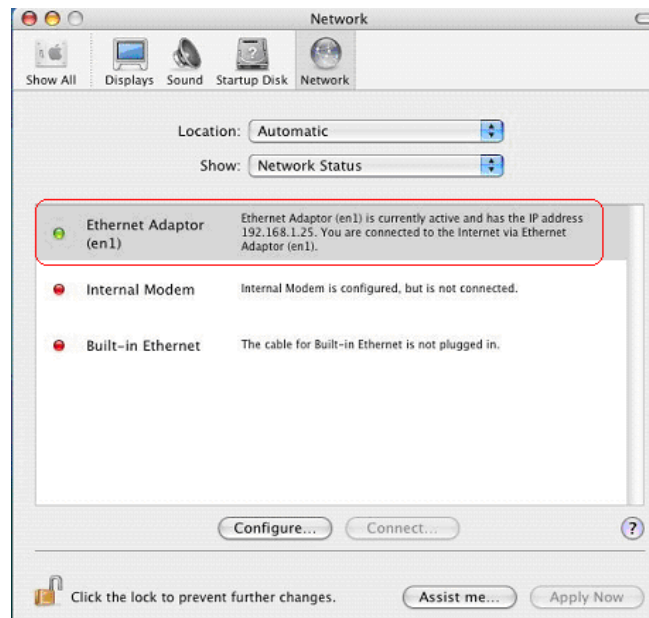 Network
Show All Displays Sound Startup Disk Network
Location: Automatic
Show: Network Status
Ethernet Adaptor
(en1)
Ethernet Adaptor (en1) is currently active and has the IP address
192.168.1.25. You are connected to the Internet via Ethernet
Adaptor (en1).
Internal Modem
Internal Modem is configured, but is not connected.
Built-in Ethernet
The cable for Built-in Ethernet is not plugged in.
Configure... Connect... ?
Click the lock to prevent further changes. Assist me... Apply Now